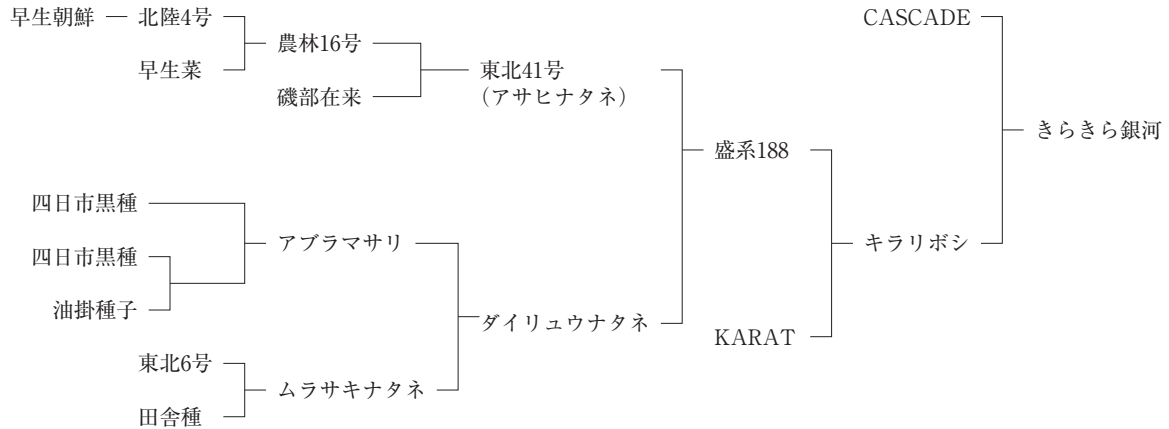 早生朝鮮 北陸4号 CASCADE
農林16号
早生菜 東北41号
(アサヒナタネ)
磯部在来
きらきら銀河
盛系188
四日市黒種
アブラマサリ キラリボシ
四日市黒種
油掛種子
ダイリュウナタネ
KARAT
東北6号
ムラサキナタネ
田舎種